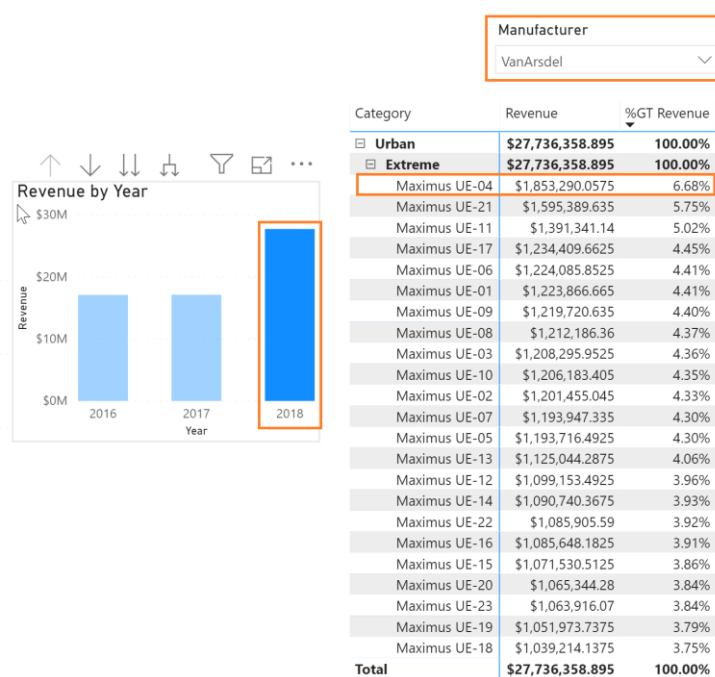 Manufacturer
VanArsdel
Revenue by Year
$30M
$20M
$10M
$0M
Revenue
2016 2017 2018
Year
Category Revenue %GT Revenue
Urban $27,736,358.895 100.00%
Extreme $27,736,358.895 100.00%
Maximus UE-04 $1,853,290.0575 6.68%
Maximus UE-21 $1,595,389.635 5.75%
Maximus UE-11 $1,391,341.14 5.02%
Maximus UE-17 $1,234,409.6625 4.45%
Maximus UE-06 $1,224,085.8525 4.41%
Maximus UE-01 $1,223,866.665 4.41%
Maximus UE-09 $1,219,720.635 4.40%
Maximus UE-08 $1,212,186.36 4.37%
Maximus UE-03 $1,208,295.9525 4.36%
Maximus UE-10 $1,206,183.405 4.35%
Maximus UE-02 $1,201,455.045 4.33%
Maximus UE-07 $1,193,947.335 4.30%
Maximus UE-05 $1,193,716.4925 4.30%
Maximus UE-13 $1,125,044.2875 4.06%
Maximus UE-12 $1,099,153.4925 3.96%
Maximus UE-14 $1,090,740.3675 3.93%
Maximus UE-22 $1,085,905.59 3.92%
Maximus UE-16 $1,085,648.1825 3.91%
Maximus UE-15 $1,071,530.5125 3.86%
Maximus UE-20 $1,065,344.28 3.84%
Maximus UE-23 $1,063,916.07 3.84%
Maximus UE-19 $1,051,973.7375 3.79%
Maximus UE-18 $1,039,214.1375 3.75%
Total $27,736,358.895 100.00%